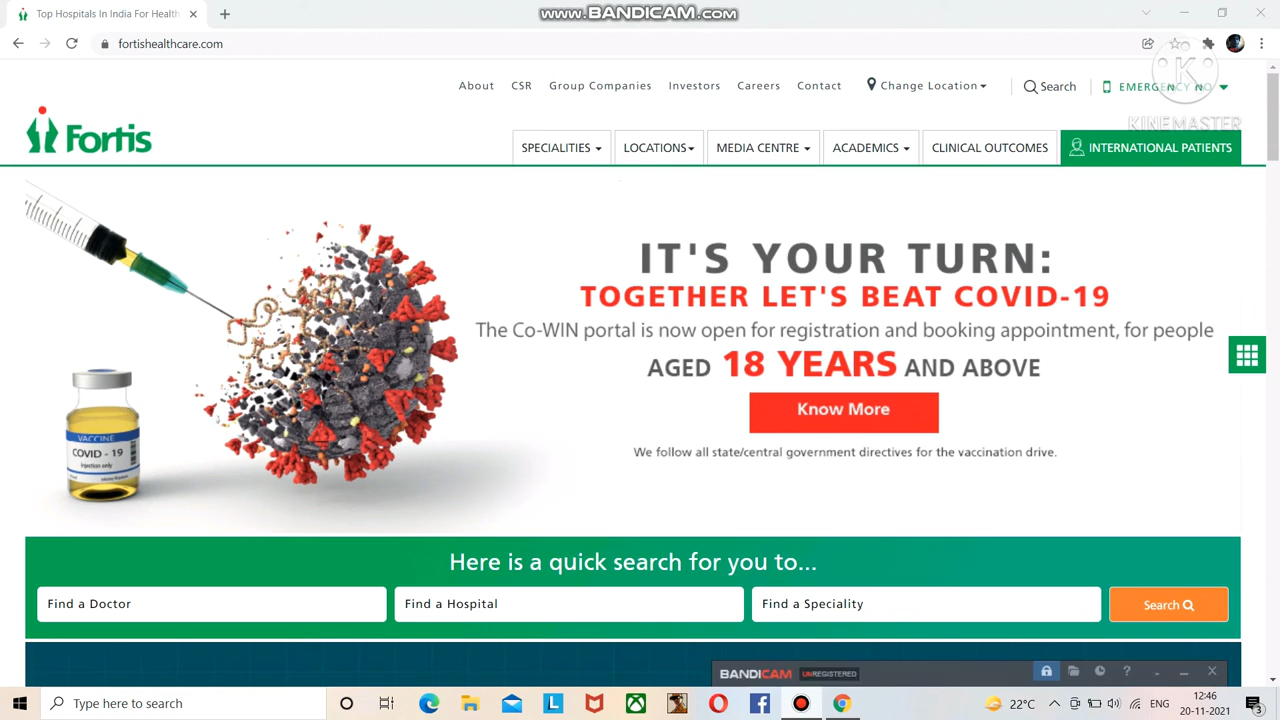 Top Hospitals In India For Health
www.BANDICAM.com
fortishealthcare.com
About CSR Group Companies Investors Careers Contact Change Location Search EMERGENCY NO
K
KINEMASTER
Fortis
SPECIALITIES LOCATIONS MEDIA CENTRE ACADEMICS CLINICAL OUTCOMES INTERNATIONAL PATIENTS
IT'S YOUR TURN:
TOGETHER LET'S BEAT COVID-19
The Co-WIN portal is now open for registration and booking appointment, for people
AGED 18 YEARS AND ABOVE
Know More
We follow all state/central government directives for the vaccination drive.
VACCINE
COVID - 19
Injection only
Here is a quick search for you to...
Find a Doctor Find a Hospital Find a Speciality Search
BANDICAM UNREGISTERED
Type here to search
22°C ENG 12:46
20-11-2021
3